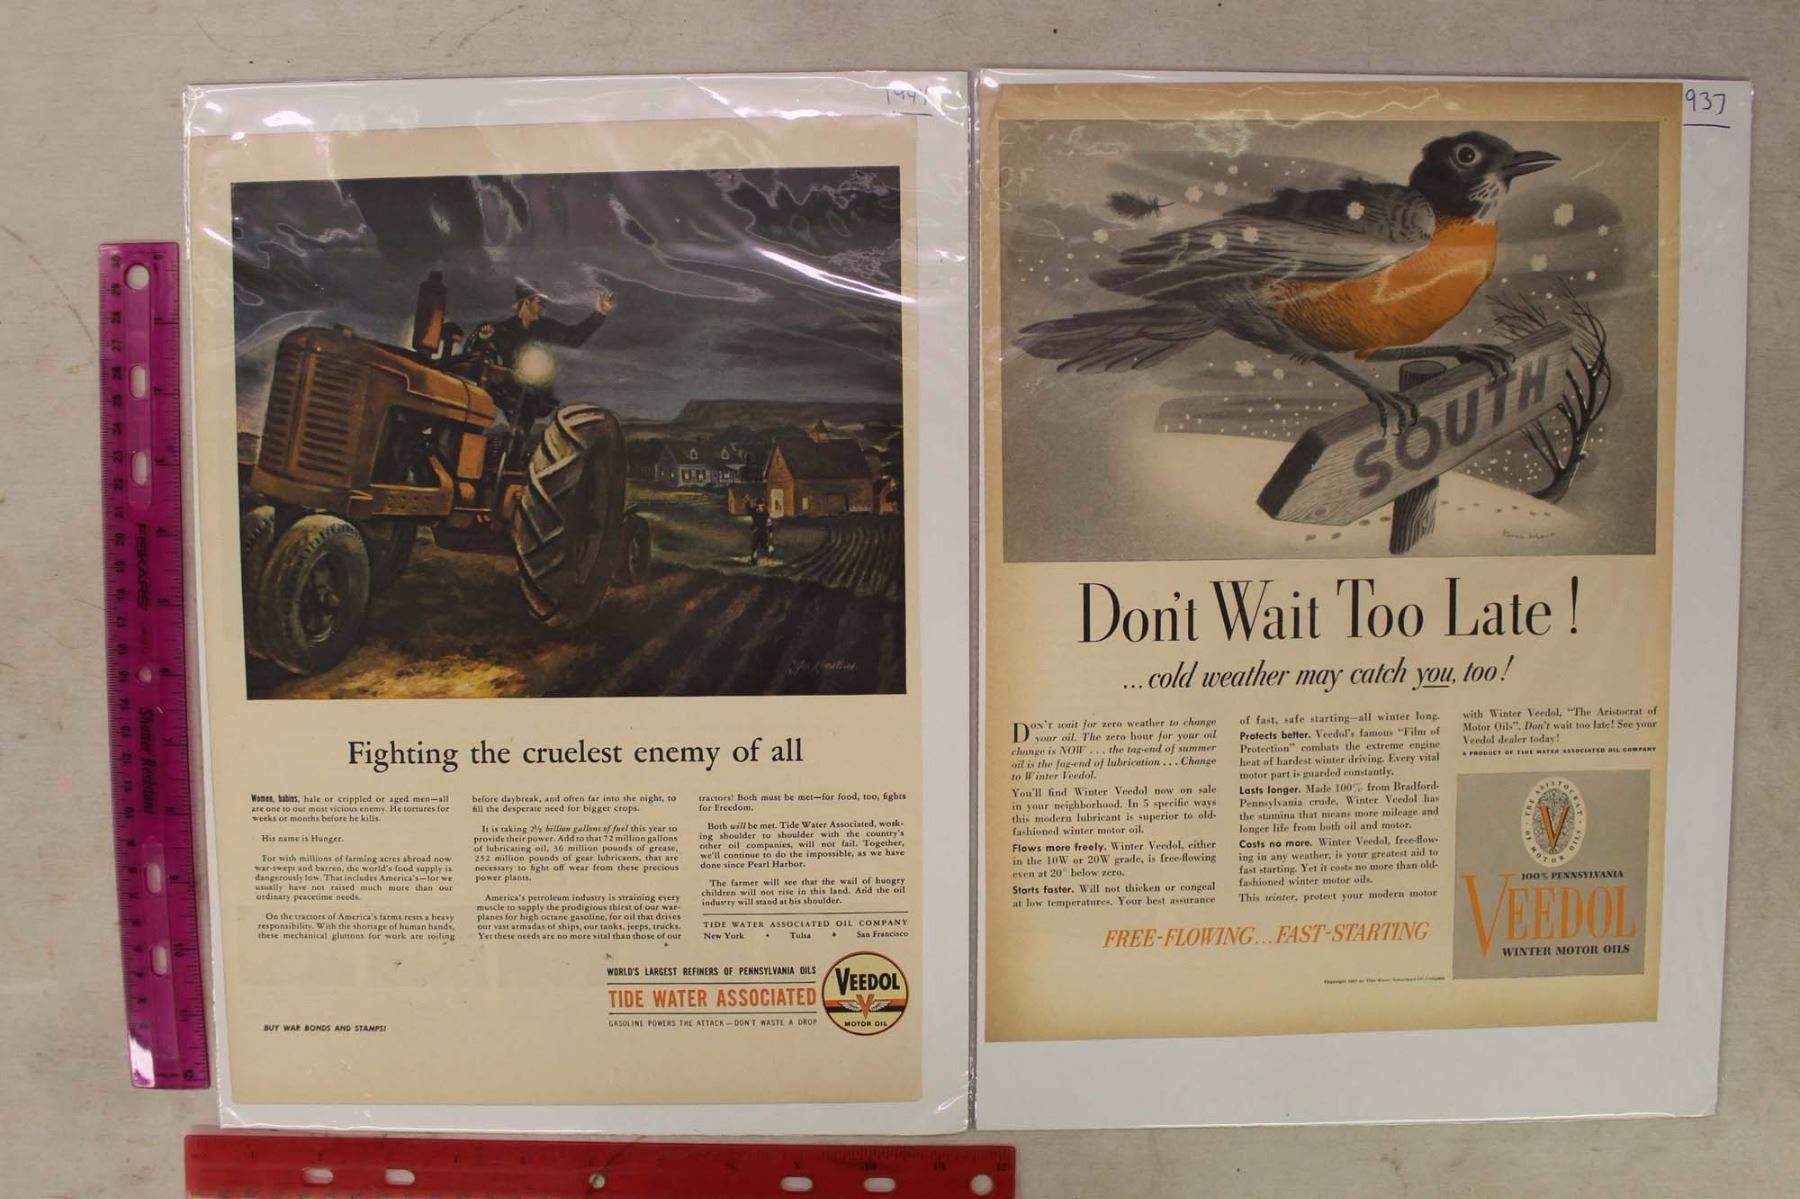 Fighting the cruelest enemy of all
Women, babies, hale or crippled or aged men—all
are one to our most vicious enemy. He tortures for
weeks or months before he kills.
His name is Hunger.
For with millions of farming acres abroad now
war-swept and barren, the world's food supply is
dangerously low. That includes America's—for we
usually have not raised much more than our
ordinary peacetime needs.
On the tractors of America's farms rests a heavy
responsibility. With the shortage of human hands,
these mechanical gluttons for work are toiling
before daybreak, and often far into the night, to
fill the desperate need for bigger crops.
It is taking 2½ billion gallons of fuel this year to
provide their power. Add to that 72 million gallons
of lubricating oil, 36 million pounds of grease,
252 million pounds of gear lubricants, that are
necessary to fight off wear from these precious
power plants.
America's petroleum industry is straining every
muscle to supply the prodigious thirst of our war-
planes for high octane gasoline, for oil that drives
our vast armadas of ships, our tanks, jeeps, trucks.
Yet these needs are no more vital than those of our
tractors! Both must be met—for food, too, fights
for Freedom.
Both will be met. Tide Water Associated, work-
ing shoulder to shoulder with the country's
other oil companies, will not fail. Together,
we'll continue to do the impossible, as we have
done since Pearl Harbor.
The farmer will see that the wail of hungry
children will not rise in this land. And the oil
industry will stand at his shoulder.
TIDE WATER ASSOCIATED OIL COMPANY
New York • Tulsa • San Francisco
WORLD'S LARGEST REFINERS OF PENNSYLVANIA OILS
TIDE WATER ASSOCIATED
GASOLINE POWERS THE ATTACK—DON'T WASTE A DROP
VEEDOL
MOTOR OIL
BUY WAR BONDS AND STAMPS!
937
SOUTH
Don't Wait Too Late!
...cold weather may catch you, too!
DON'T wait for zero weather to change
your oil. The zero hour for your oil
change is NOW . . . the tag-end of summer
oil is the fag-end of lubrication . . . Change
to Winter Veedol.
You'll find Winter Veedol now on sale
in your neighborhood. In 5 specific ways
this modern lubricant is superior to old-
fashioned winter motor oil.
Flows more freely. Winter Veedol, either
in the 10W or 20W grade, is free-flowing
even at 20° below zero.
Starts faster. Will not thicken or congeal
at low temperatures. Your best assurance
of fast, safe starting—all winter long.
Protects better. Veedol's famous "Film of
Protection" combats the extreme engine
heat of hardest winter driving. Every vital
motor part is guarded constantly.
Lasts longer. Made 100% from Bradford-
Pennsylvania crude, Winter Veedol has
the stamina that means more mileage and
longer life from both oil and motor.
Costs no more. Winter Veedol, free-flow-
ing in any weather, is your greatest aid to
fast starting. Yet it costs no more than old-
fashioned winter motor oils.
This winter, protect your modern motor
with Winter Veedol, "The Aristocrat of
Motor Oils". Don't wait too late! See your
Veedol dealer today!
A PRODUCT OF TIDE WATER ASSOCIATED OIL COMPANY
FREE-FLOWING...FAST-STARTING
THE ARISTOCRAT OF MOTOR OILS
V
100% PENNSYLVANIA
VEEDOL
WINTER MOTOR OILS
FISKARS
Shatter Resistant